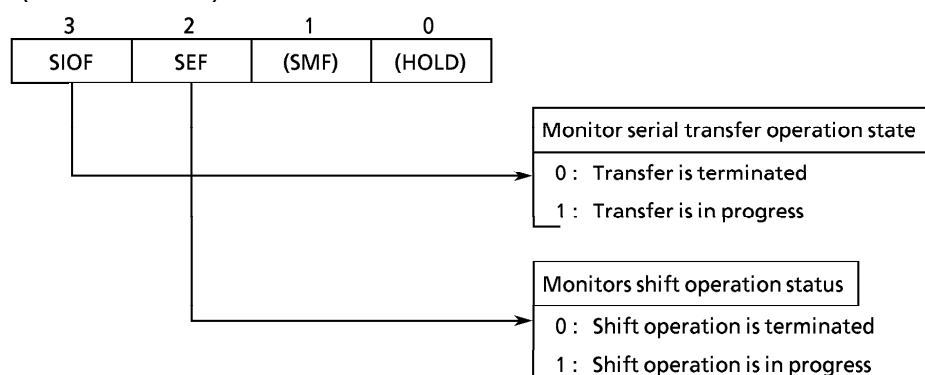 3 2 1 0
SIOF SEF (SMF) (HOLD)
Monitor serial transfer operation state
0 : Transfer is terminated
1 : Transfer is in progress
Monitors shift operation status
0 : Shift operation is terminated
1 : Shift operation is in progress